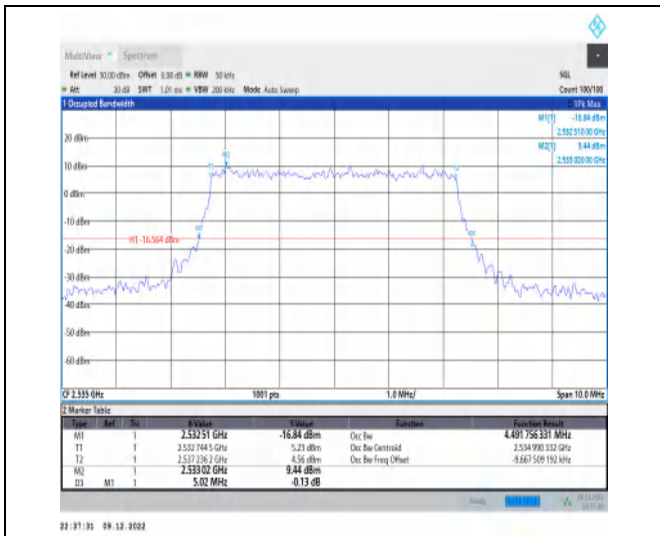 MultiView Spectrum
Ref Level 30.00 dBm Offset 8.30 dB RBW 50 kHz SGL
Att 30 dB SWT 1.01 ms VBW 200 kHz Mode Auto Sweep Count 100/100
1 Occupied Bandwidth 1Pk Max
M1[1] -16.84 dBm
2.532 510 00 GHz
M2[1] 9.44 dBm
2.533 020 00 GHz
20 dBm
10 dBm
0 dBm
-10 dBm
H1 -16.564 dBm
-20 dBm
-30 dBm
-40 dBm
-50 dBm
-60 dBm
CF 2.535 GHz 1001 pts 1.0 MHz/ Span 10.0 MHz
2 Marker Table
Type Ref Trc X-Value Y-Value Function Function Result
M1 1 2.532 51 GHz -16.84 dBm Occ Bw 4.491 756 331 MHz
T1 1 2.532 744 5 GHz 5.23 dBm Occ Bw Centroid 2.534 990 332 GHz
T2 1 2.537 236 2 GHz 4.56 dBm Occ Bw Freq Offset -9.667 509 192 kHz
M2 1 2.533 02 GHz 9.44 dBm
D3 M1 1 5.02 MHz -0.13 dB
Ready
22:37:31 09.12.2022